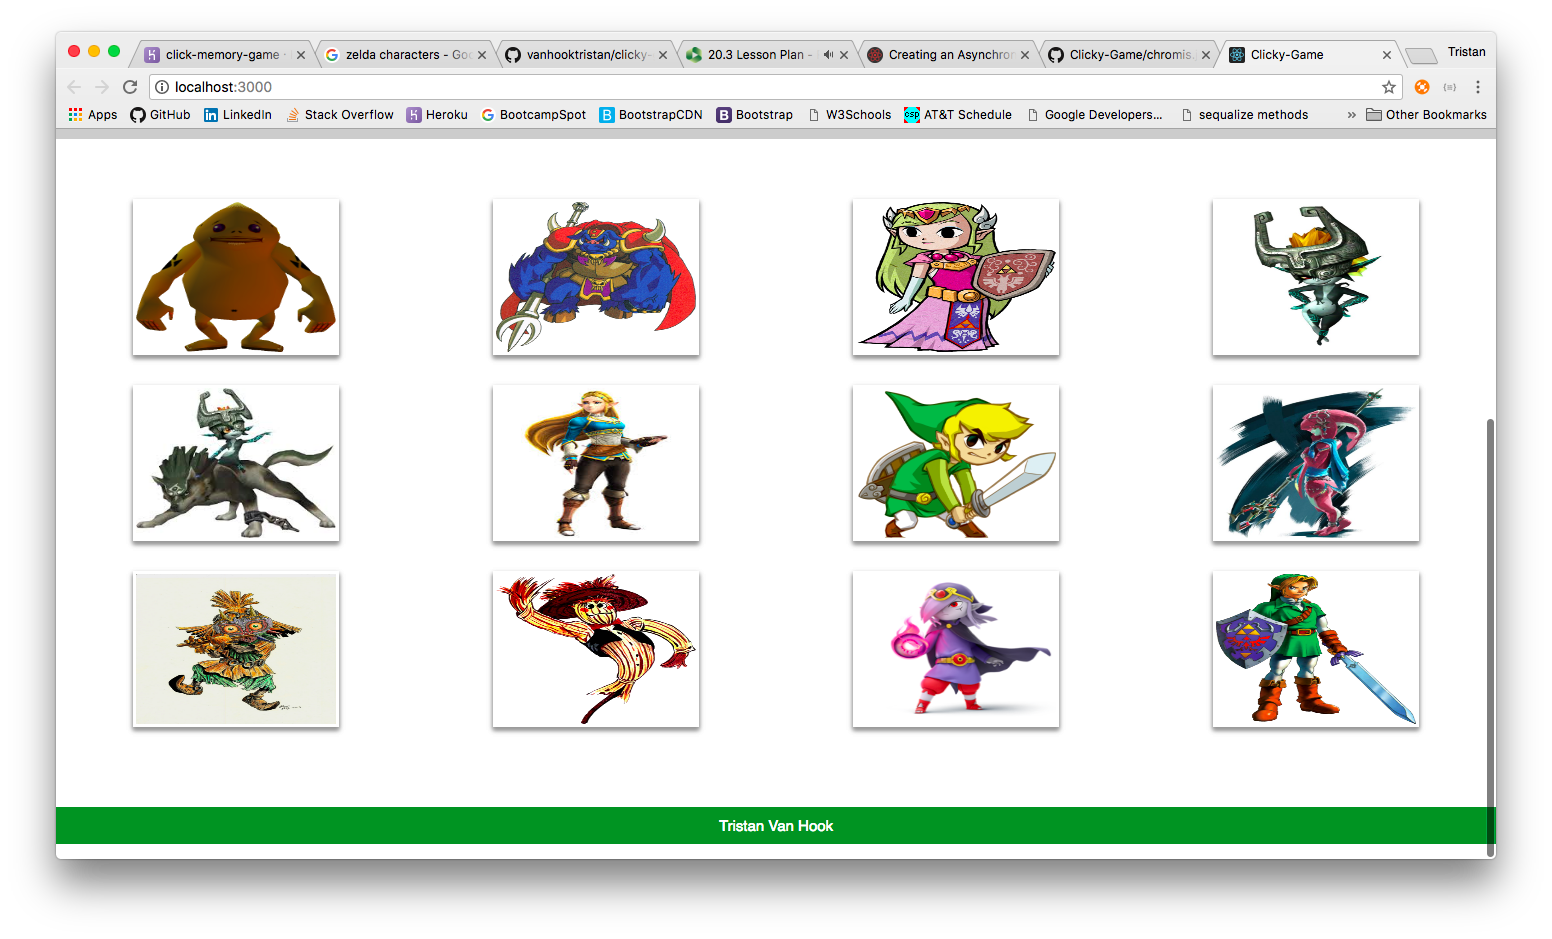 click-memory-game -
zelda characters - Goo
vanhooktristan/clicky-
20.3 Lesson Plan -
Creating an Asynchron
Clicky-Game/chromis.
Clicky-Game
Tristan
localhost:3000
Apps
GitHub
LinkedIn
Stack Overflow
Heroku
BootcampSpot
BootstrapCDN
Bootstrap
W3Schools
AT&T Schedule
Google Developers...
sequalize methods
»
Other Bookmarks
Tristan Van Hook